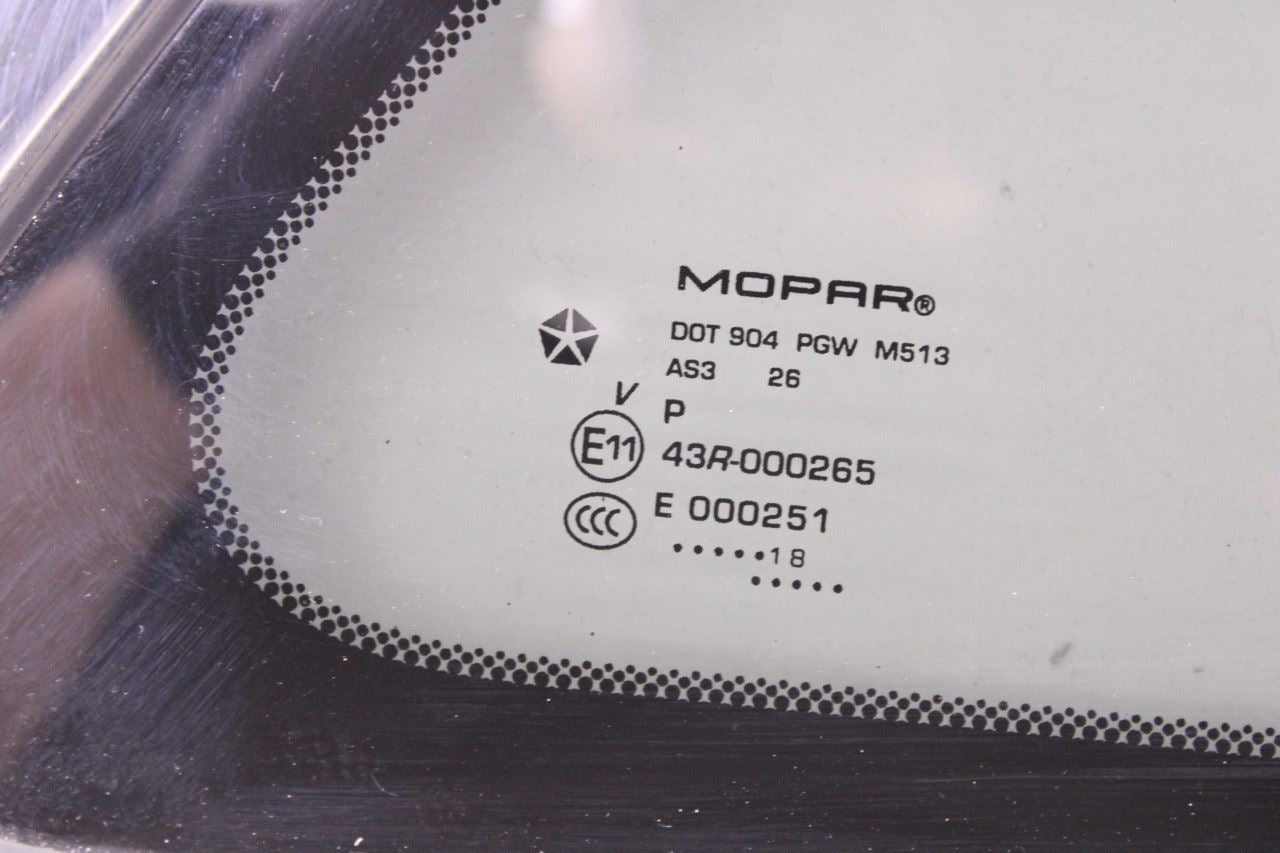 MOPAR®
DOT 904 PGW M513
AS3 26
V P
E11 43R-000265
CCC E 000251
•••••18
•••••